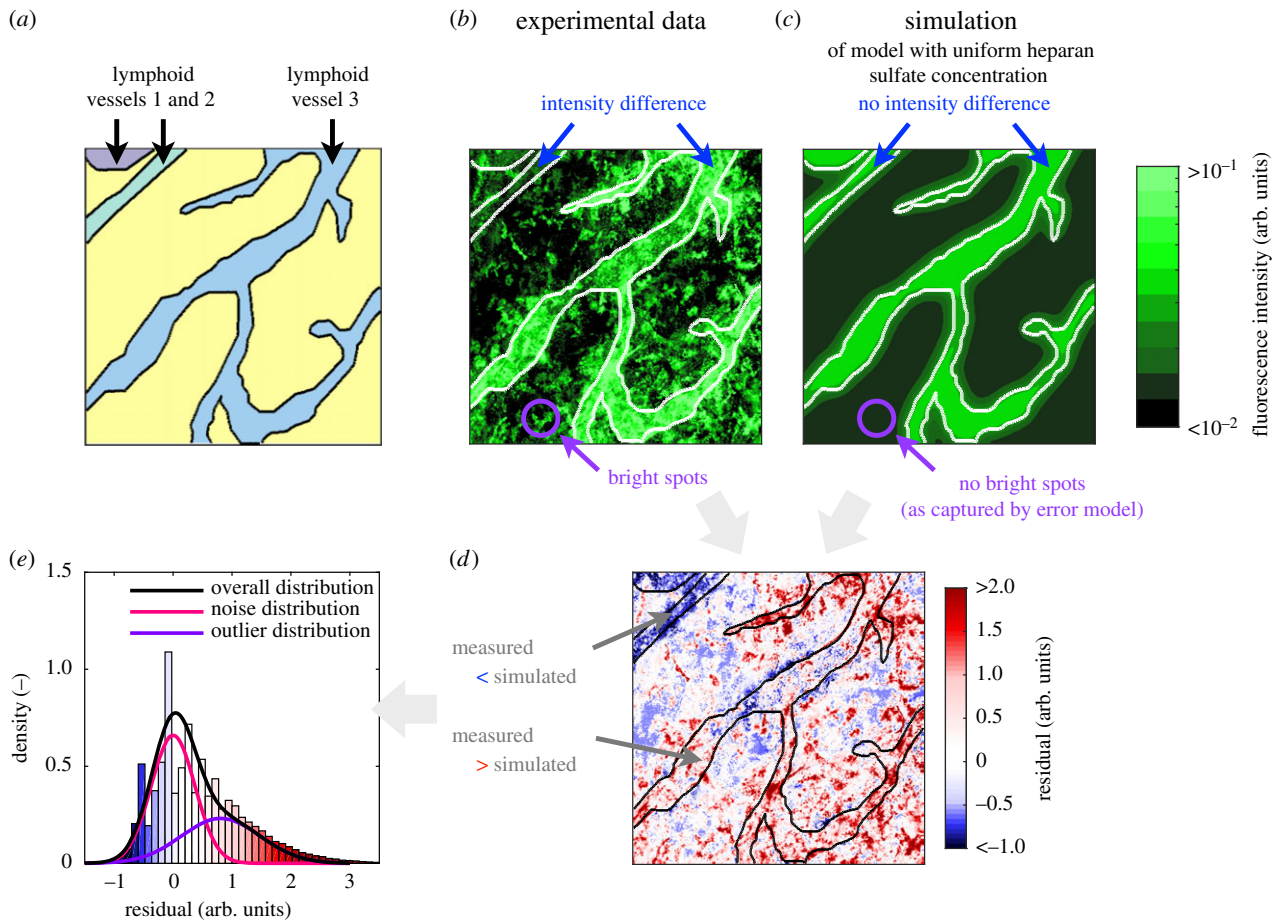 (a)
lymphoid
vessels 1 and 2
lymphoid
vessel 3
(b)
experimental data
intensity difference
bright spots
(c)
simulation
of model with uniform heparan
sulfate concentration
no intensity difference
no bright spots
(as captured by error model)
>10–1
<10–2
fluorescence intensity (arb. units)
(d)
measured
< simulated
measured
> simulated
>2.0
1.5
1.0
0.5
0
–0.5
<–1.0
residual (arb. units)
(e)
1.5
1.0
0.5
0
density (–)
overall distribution
noise distribution
outlier distribution
–1 0 1 2 3
residual (arb. units)